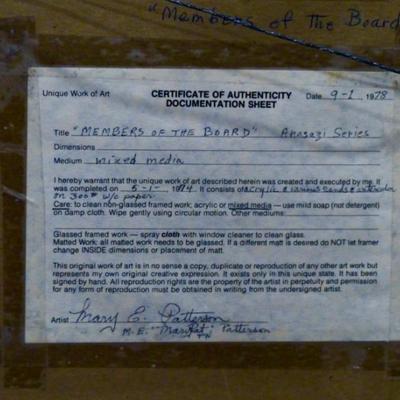 "Members of the Board
Unique Work of Art
CERTIFICATE OF AUTHENTICITY
DOCUMENTATION SHEET
Date 9-1 1978
Title "MEMBERS OF THE BOARD" Anasazi Series
Dimensions
Medium mixed media
I hereby warrant that the unique work of art described herein was created and executed by me. It
was completed on 5-1- 1974. It consists of acrylic & various sands & watercolor
on 300# w/c paper.
Care: to clean non-glassed framed work; acrylic or mixed media — use mild soap (not detergent)
on damp cloth. Wipe gently using circular motion. Other mediums:
Glassed framed work — spray cloth with window cleaner to clean glass.
Matted Work: all matted work needs to be glassed. If a different matt is desired do NOT let framer
change INSIDE dimensions or placement of matt.
This original work of art is in no sense a copy, duplicate or reproduction of any other art work but
represents my own original creative expression. It exists only in this unique state. It has been
signed by hand. All reproduction rights are the property of the artist in perpetuity and permission
for any form of reproduction must be obtained in writing from the undersigned artist.
Artist Mary E. Patterson
M.E. "MaryPat" Patterson